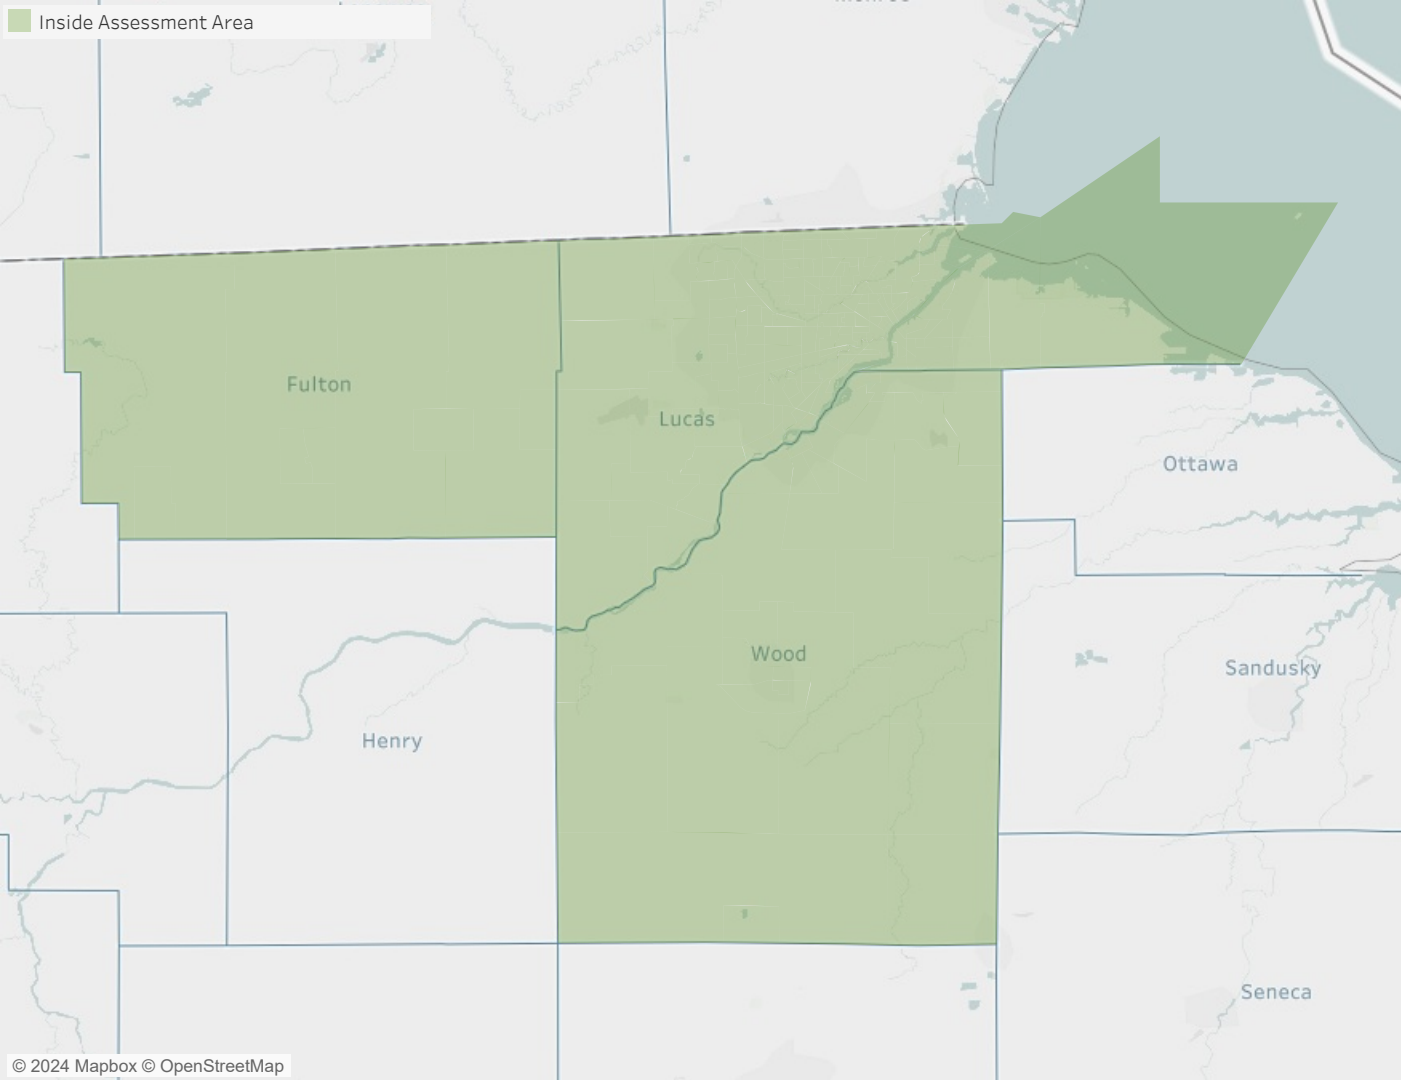 Inside Assessment Area
Fulton
Lucas
Ottawa
Wood
Sandusky
Henry
Seneca
© 2024 Mapbox © OpenStreetMap